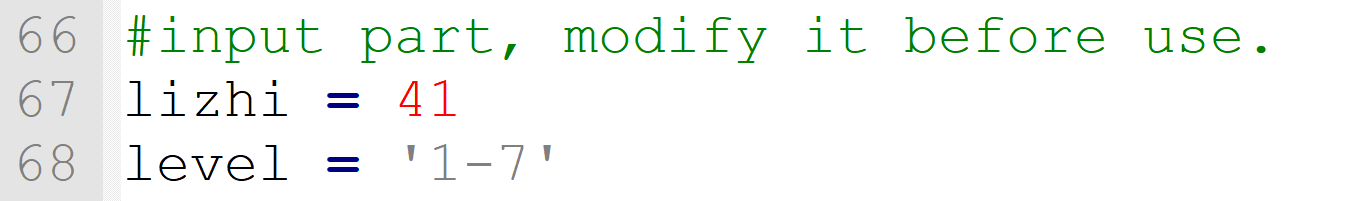 66 #input part, modify it before use.
67 lizhi = 41
68 level = '1-7'